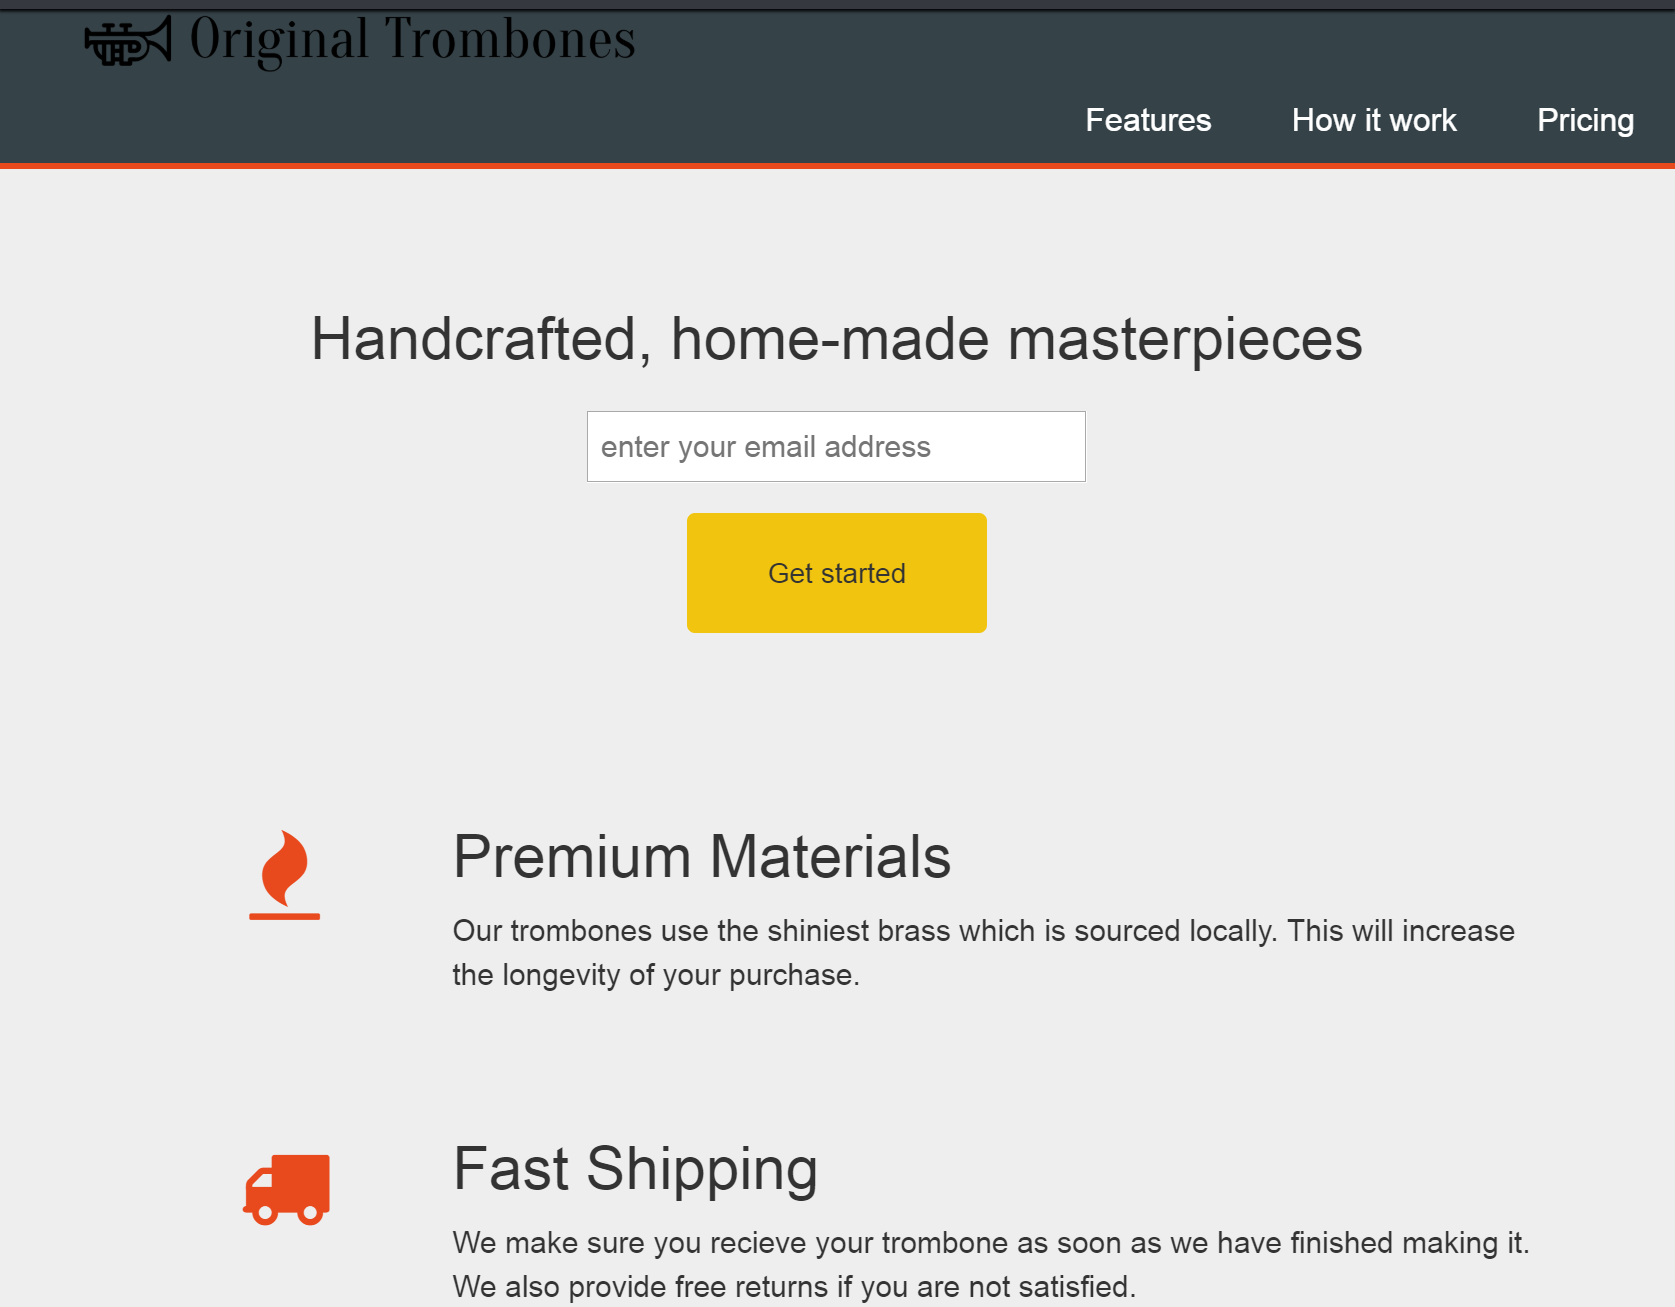 Original Trombones
Features
How it work
Pricing
Handcrafted, home-made masterpieces
enter your email address
Get started
Premium Materials
Our trombones use the shiniest brass which is sourced locally. This will increase
the longevity of your purchase.
Fast Shipping
We make sure you recieve your trombone as soon as we have finished making it.
We also provide free returns if you are not satisfied.